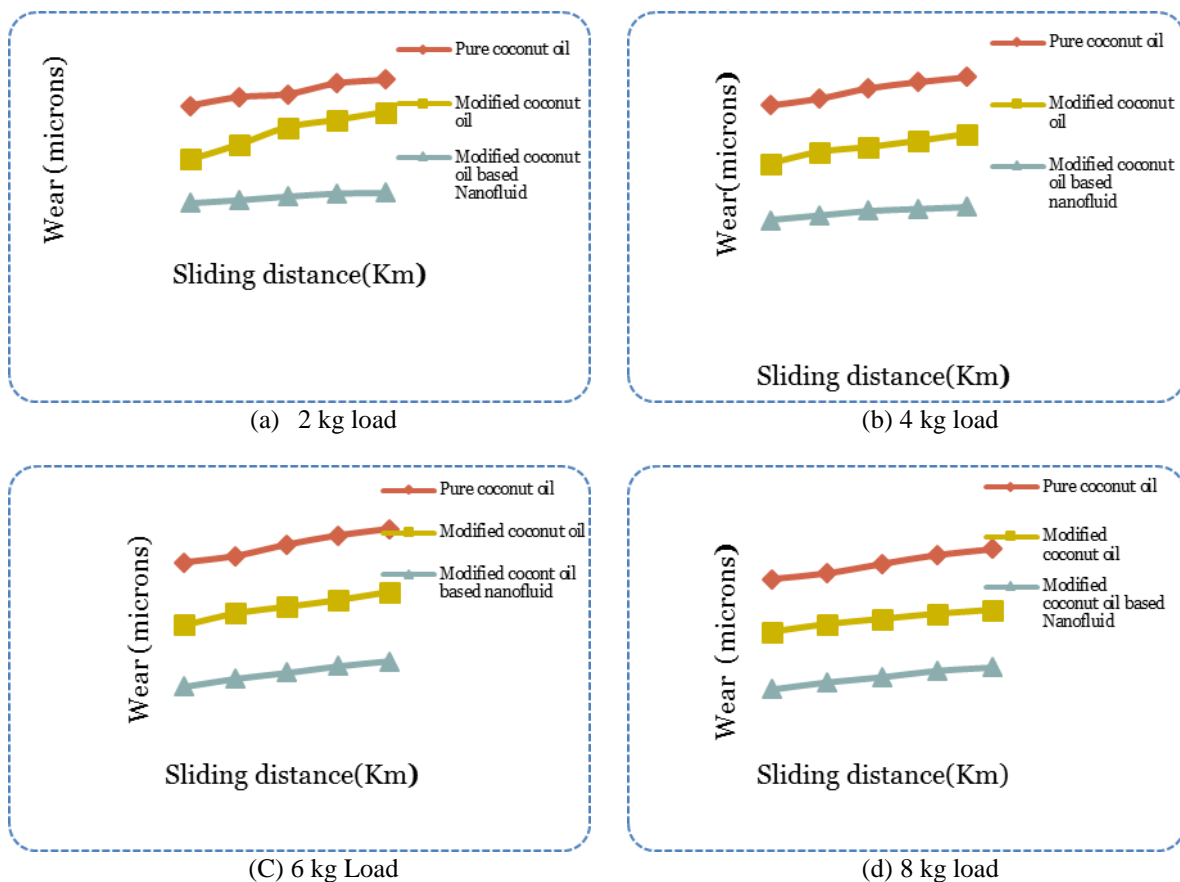 Wear (microns)
Pure coconut oil
Modified coconut
oil
Modified coconut
oil based
Nanofluid
Sliding distance(Km)
(a) 2 kg load
Wear(microns)
Pure coconut oil
Modified coconut
oil
Modified coconut
oil based
nanofluid
Sliding distance(Km)
(b) 4 kg load
Wear (microns)
Pure coconut oil
Modified coconut oil
Modified cocont oil
based nanofluid
Sliding distance(Km)
(C) 6 kg Load
Wear (microns)
Pure coconut oil
Modified
coconut oil
Modified
coconut oil based
Nanofluid
Sliding distance(Km)
(d) 8 kg load